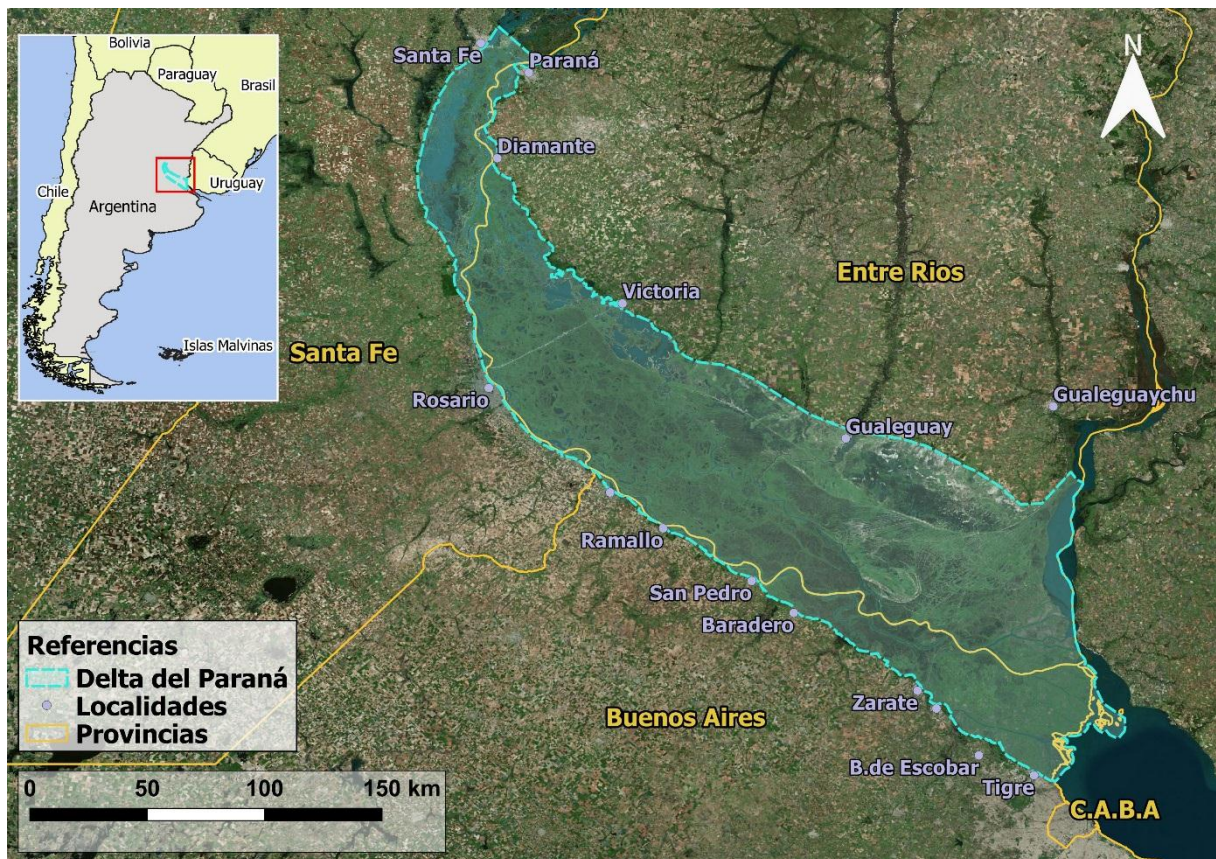 Bolivia
Paraguay
Brasil
Chile
Uruguay
Argentina
Islas Malvinas
N
Santa Fe
Paraná
Diamante
Victoria
Entre Rios
Santa Fe
Rosario
Gualeguaychu
Gualeguay
Ramallo
San Pedro
Baradero
Zarate
Buenos Aires
B.de Escobar
Tigre
C.A.B.A
Referencias
Delta del Paraná
Localidades
Provincias
0 50 100 150 km